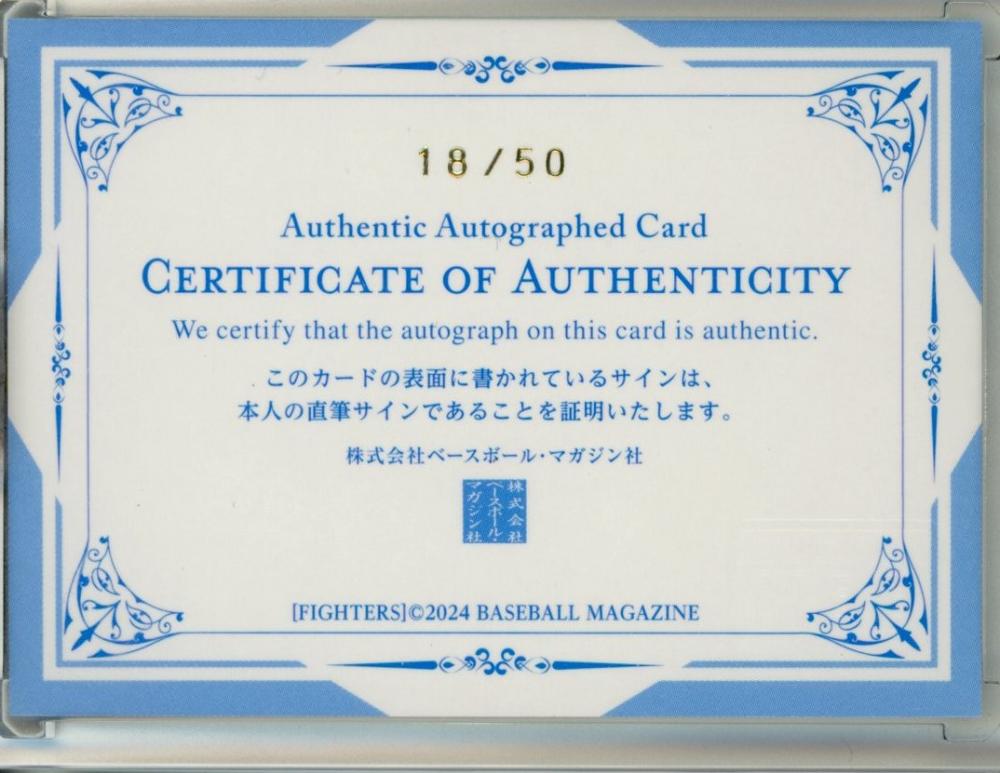 18/50
Authentic Autographed Card
CERTIFICATE OF AUTHENTICITY
We certify that the autograph on this card is authentic.
このカードの表面に書かれているサインは、
本人の直筆サインであることを証明いたします。
株式会社ベースボール・マガジン社
株式会社
ベースボール・
マガジン社
[FIGHTERS]©2024 BASEBALL MAGAZINE